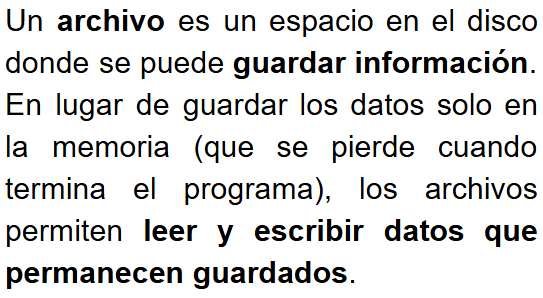 Un archivo es un espacio en el disco
donde se puede guardar información.
En lugar de guardar los datos solo en
la memoria (que se pierde cuando
termina el programa), los archivos
permiten leer y escribir datos que
permanecen guardados.